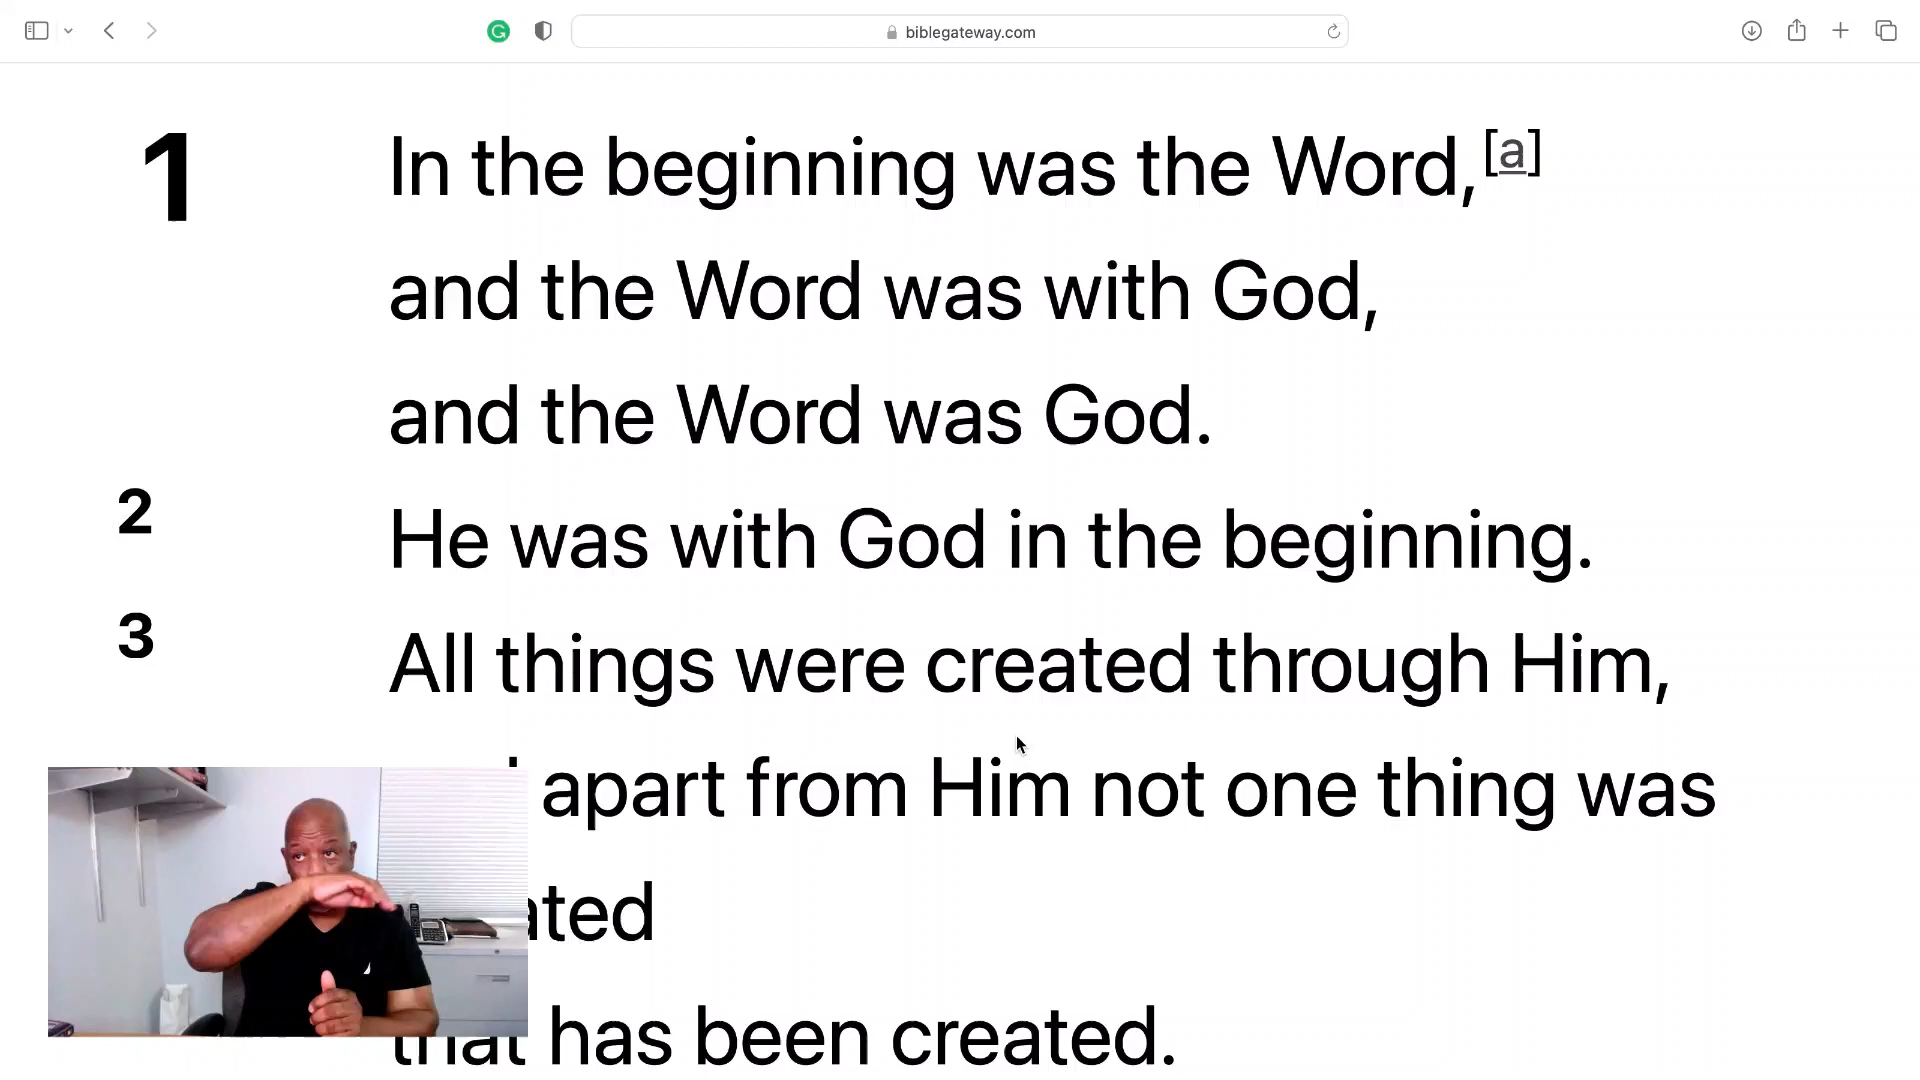 biblegateway.com
1 In the beginning was the Word,[a]
and the Word was with God,
and the Word was God.
2 He was with God in the beginning.
3 All things were created through Him,
apart from Him not one thing was
ated
that has been created.